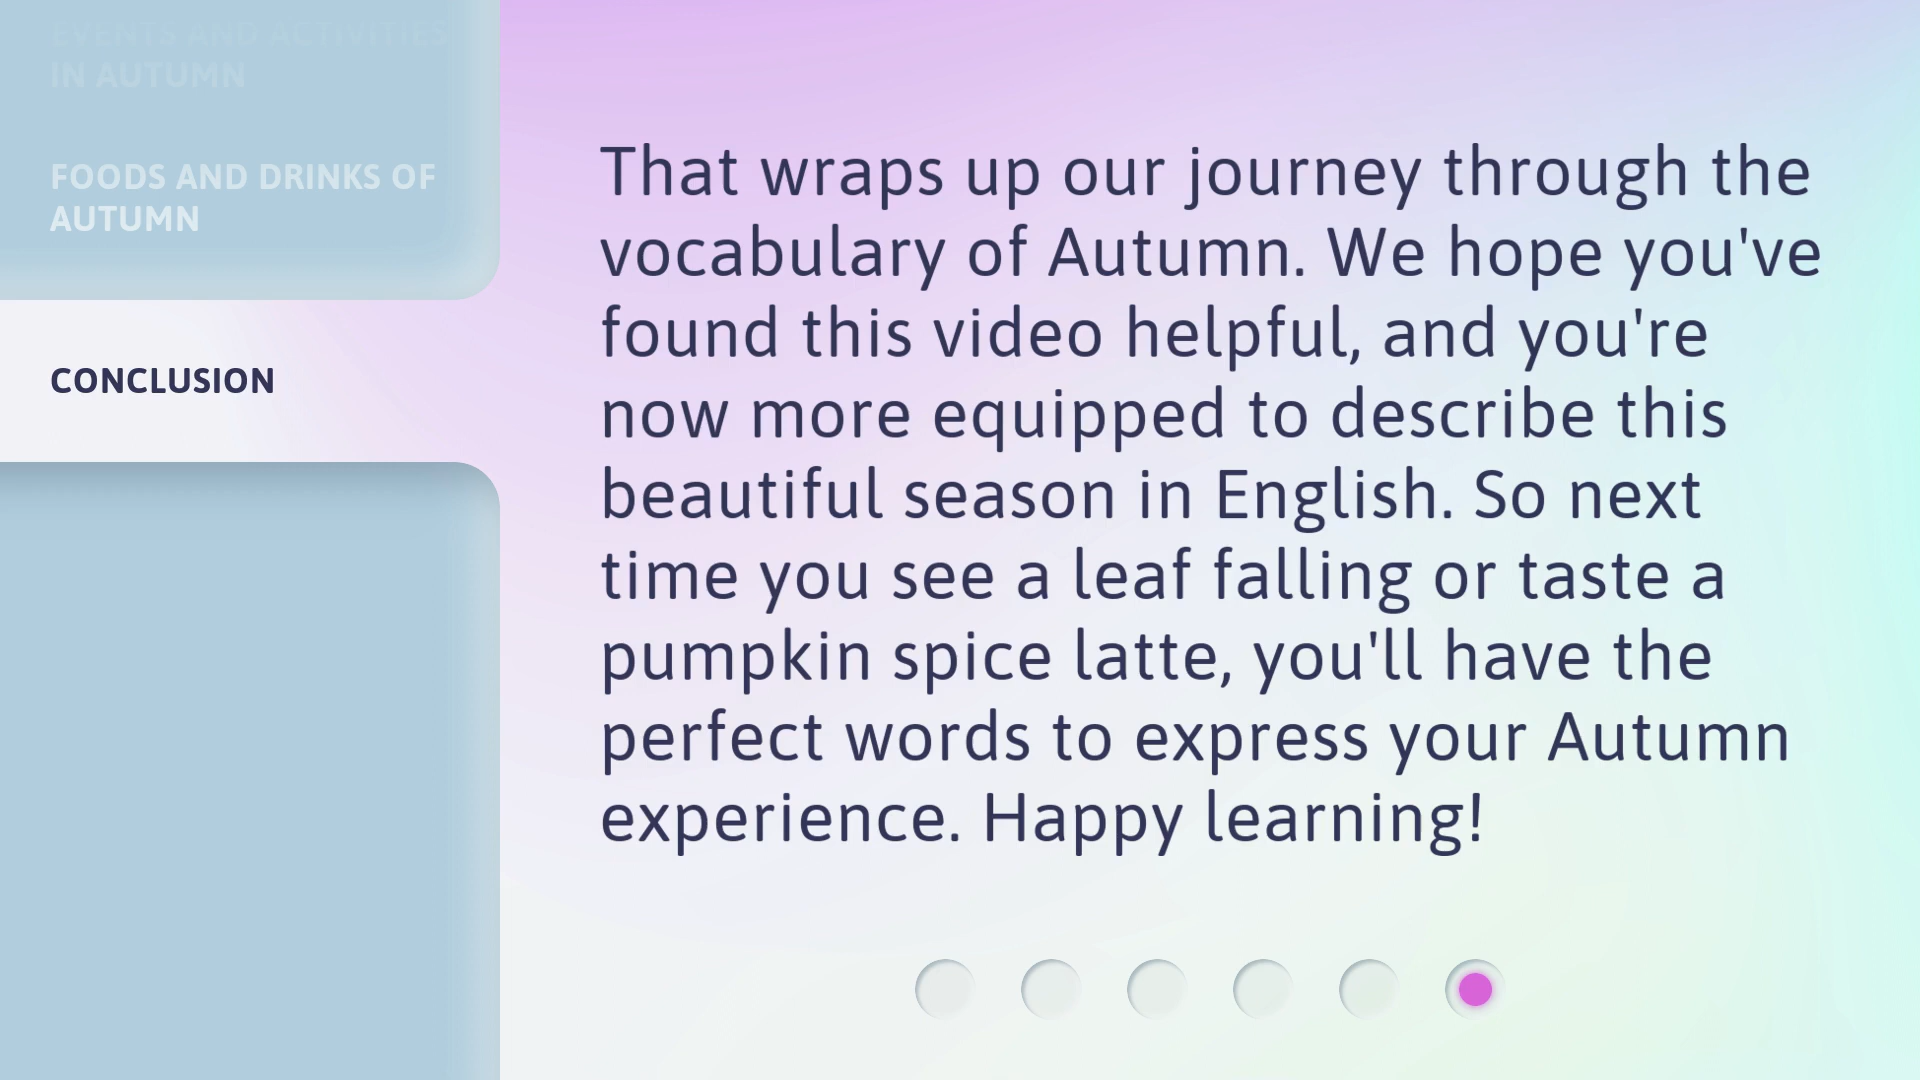 EVENTS AND ACTIVITIES
IN AUTUMN
FOODS AND DRINKS OF
AUTUMN
CONCLUSION
That wraps up our journey through the
vocabulary of Autumn. We hope you've
found this video helpful, and you're
now more equipped to describe this
beautiful season in English. So next
time you see a leaf falling or taste a
pumpkin spice latte, you'll have the
perfect words to express your Autumn
experience. Happy learning!